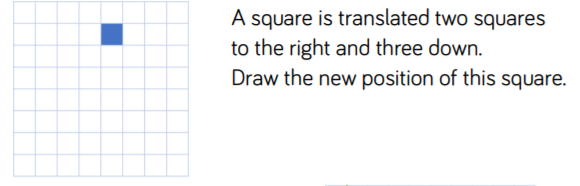 A square is translated two squares
to the right and three down.
Draw the new position of this square.